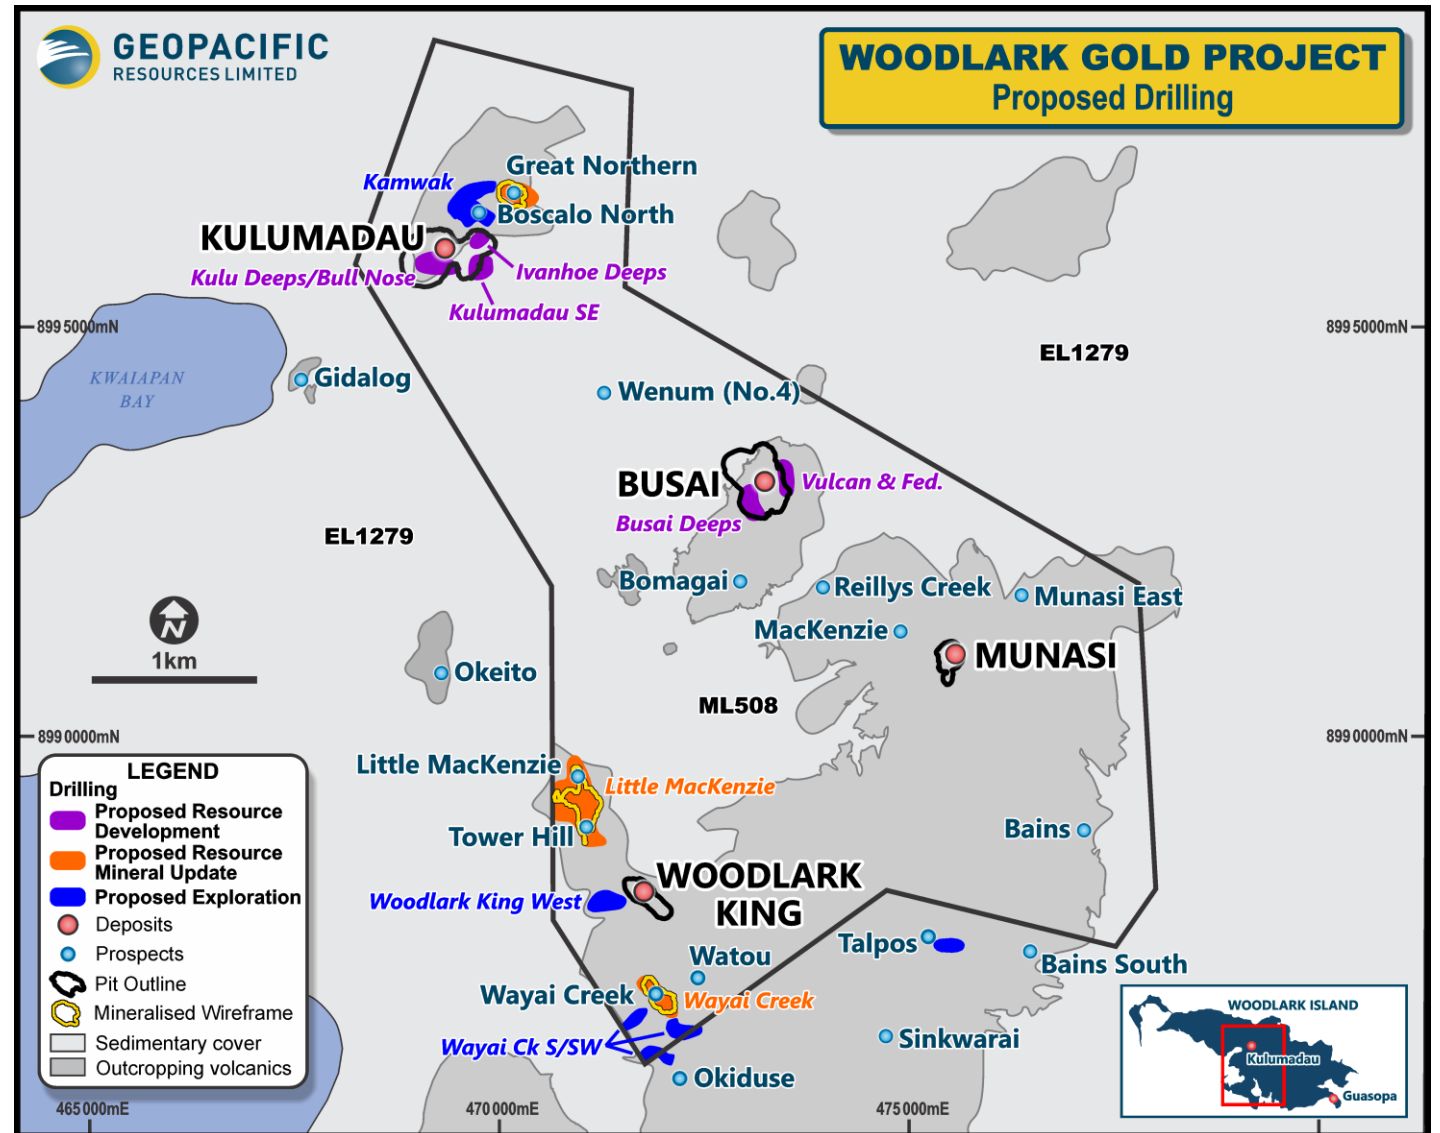 GEOPACIFIC
RESOURCES LIMITED
WOODLARK GOLD PROJECT
Proposed Drilling
Great Northern
Kamwak
Boscalo North
KULUMADAU
Kulu Deeps/Bull Nose
Ivanhoe Deeps
Kulumadau SE
899 5000mN
899 5000mN
EL1279
KWAIAPAN
BAY
Gidalog
Wenum (No.4)
BUSAI
Vulcan & Fed.
Busai Deeps
EL1279
Bomagai
Reillys Creek
Munasi East
MacKenzie
MUNASI
N
1km
Okeito
ML508
899 0000mN
899 0000mN
Little MacKenzie
Little MacKenzie
Tower Hill
Bains
WOODLARK
KING
Woodlark King West
Talpos
Watou
Bains South
Wayai Creek
Wayai Creek
Wayai Ck S/SW
Sinkwarai
Okiduse
LEGEND
Drilling
Proposed Resource
Development
Proposed Resource
Mineral Update
Proposed Exploration
Deposits
Prospects
Pit Outline
Mineralised Wireframe
Sedimentary cover
Outcropping volcanics
WOODLARK ISLAND
Kulumadau
Guasopa
465 000mE
470 000mE
475 000mE